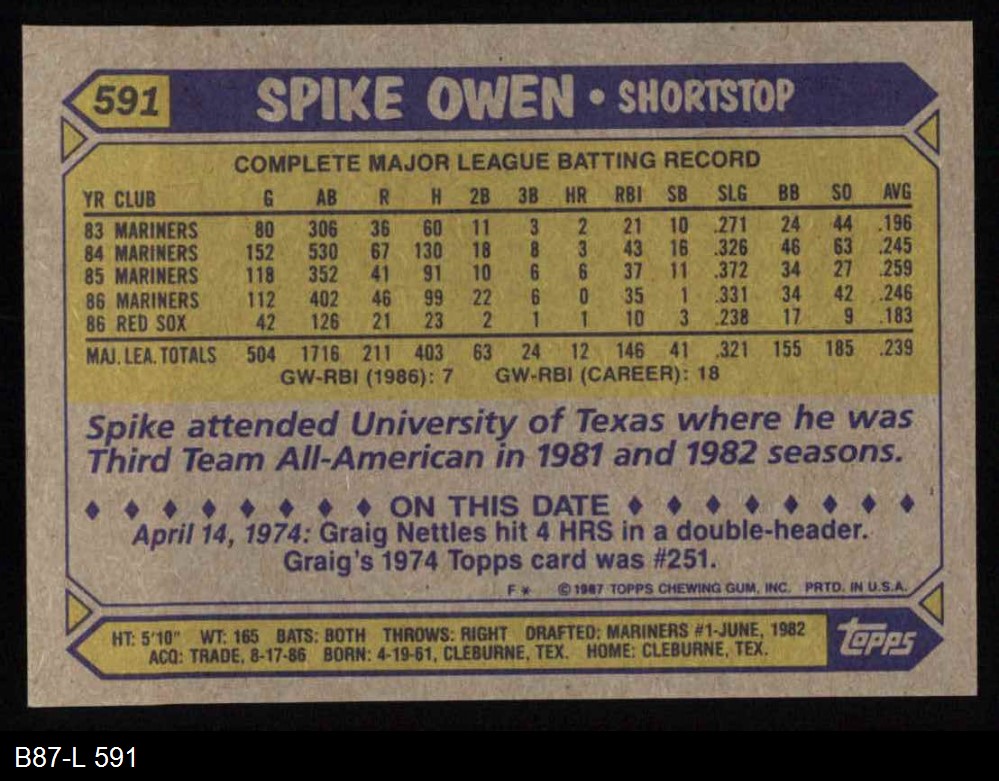 591 SPIKE OWEN • SHORTSTOP
COMPLETE MAJOR LEAGUE BATTING RECORD
YR CLUB G AB R H 2B 3B HR RBI SB SLG BB SO AVG
83 MARINERS 80 306 36 60 11 3 2 21 10 .271 24 44 .196
84 MARINERS 152 530 67 130 18 8 3 43 16 .326 46 63 .245
85 MARINERS 118 352 41 91 10 6 6 37 11 .372 34 27 .259
86 MARINERS 112 402 46 99 22 6 0 35 1 .331 34 42 .246
86 RED SOX 42 126 21 23 2 1 1 10 3 .238 17 9 .183
MAJ. LEA. TOTALS 504 1716 211 403 63 24 12 146 41 .321 155 185 .239
GW-RBI (1986): 7 GW-RBI (CAREER): 18
Spike attended University of Texas where he was
Third Team All-American in 1981 and 1982 seasons.
♦ ♦ ♦ ♦ ♦ ♦ ♦ ♦ ON THIS DATE ♦ ♦ ♦ ♦ ♦ ♦ ♦ ♦
April 14, 1974: Graig Nettles hit 4 HRS in a double-header.
Graig's 1974 Topps card was #251.
F * © 1987 TOPPS CHEWING GUM, INC. PRTD. IN U.S.A.
HT: 5'10" WT: 165 BATS: BOTH THROWS: RIGHT DRAFTED: MARINERS #1-JUNE, 1982
ACQ: TRADE, 8-17-86 BORN: 4-19-61, CLEBURNE, TEX. HOME: CLEBURNE, TEX.
topps
B87-L 591